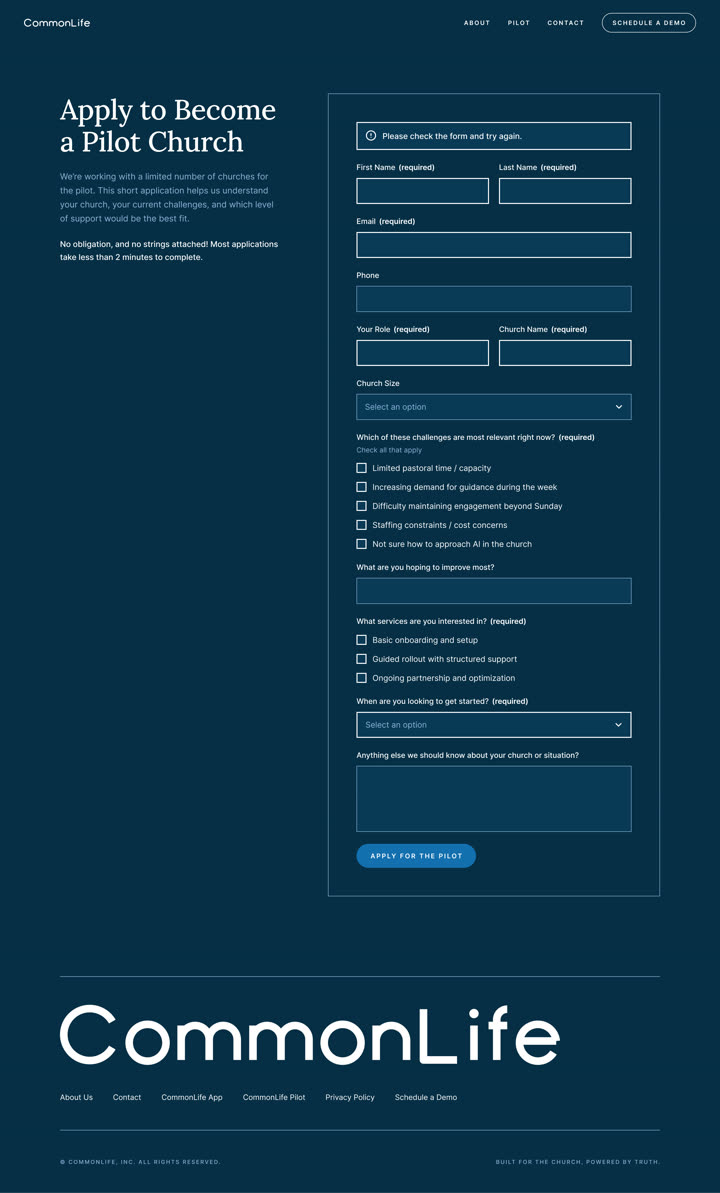 CommonLife
ABOUT
PILOT
CONTACT
SCHEDULE A DEMO
Apply to Become
a Pilot Church
We're working with a limited number of churches for
the pilot. This short application helps us understand
your church, your current challenges, and which level
of support would be the best fit.
No obligation, and no strings attached! Most applications
take less than 2 minutes to complete.
Please check the form and try again.
First Name (required)
Last Name (required)
Email (required)
Phone
Your Role (required)
Church Name (required)
Church Size
Select an option
Which of these challenges are most relevant right now? (required)
Check all that apply
Limited pastoral time / capacity
Increasing demand for guidance during the week
Difficulty maintaining engagement beyond Sunday
Staffing constraints / cost concerns
Not sure how to approach AI in the church
What are you hoping to improve most?
What services are you interested in? (required)
Basic onboarding and setup
Guided rollout with structured support
Ongoing partnership and optimization
When are you looking to get started? (required)
Select an option
Anything else we should know about your church or situation?
APPLY FOR THE PILOT
CommonLife
About Us
Contact
CommonLife App
CommonLife Pilot
Privacy Policy
Schedule a Demo
© COMMONLIFE, INC. ALL RIGHTS RESERVED.
BUILT FOR THE CHURCH, POWERED BY TRUTH.